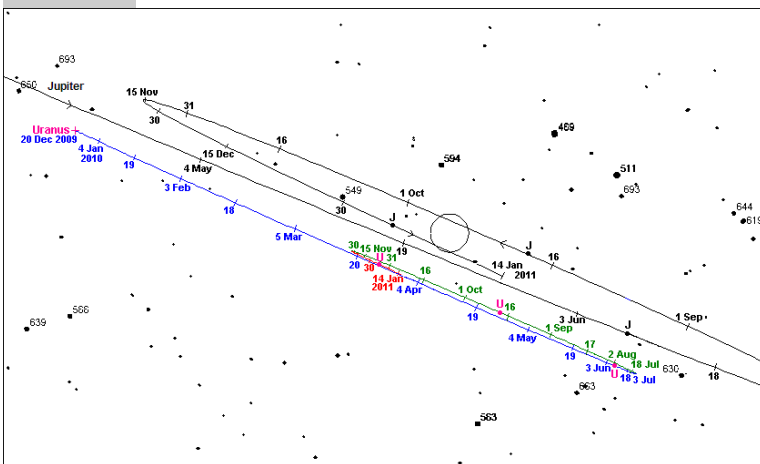 693
650
Jupiter
15 Nov
31
30
Uranus
20 Dec 2009
4 Jan
2010
19
3 Feb
18
5 Mar
15 Dec
4 May
16
549
30
1 Oct
J
19
594
469
511
693
644
619
J
16
14 Jan
2011
1 Sep
3 Jun
J
18
30
15 Nov
U
31
20
30
14 Jan
2011
16
4 Apr
1 Oct
19
U
16
4 May
1 Sep
19
17
2 Aug
18 Jul
3 Jun
U
18
3 Jul
630
663
563
566
639